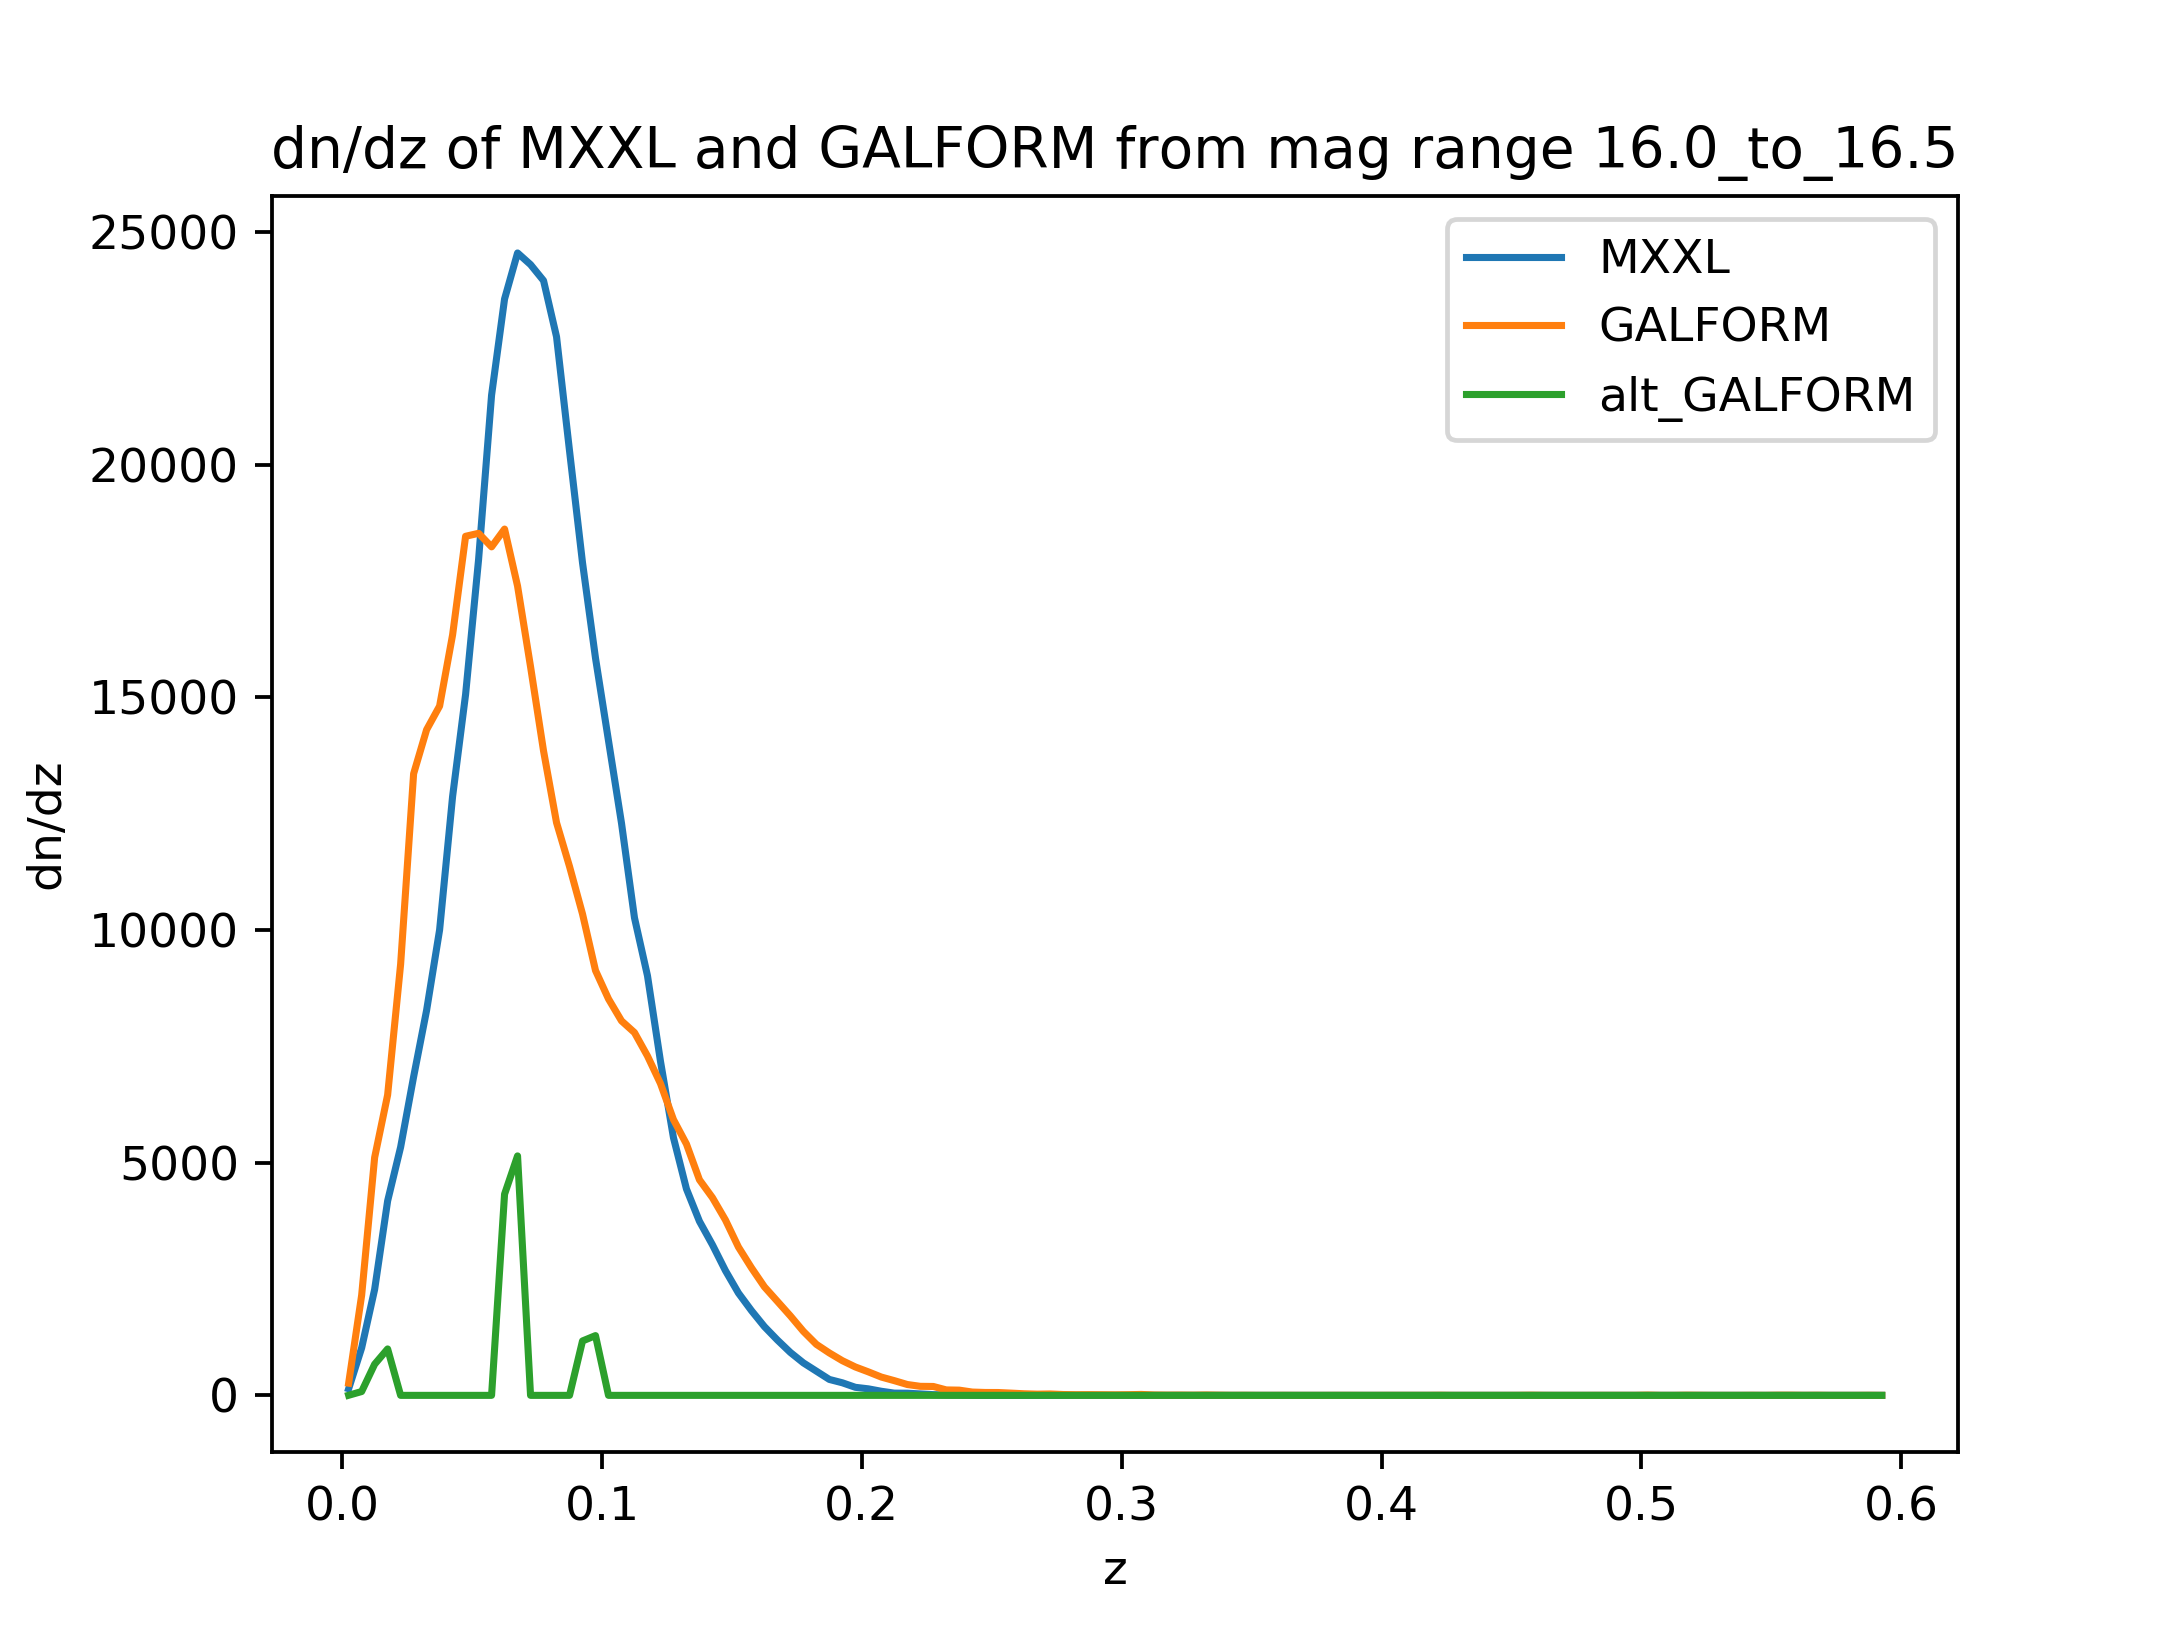 dn/dz of MXXL and GALFORM from mag range 16.0_to_16.5
MXXL
GALFORM
alt_GALFORM
25000
20000
15000
10000
5000
0
dn/dz
0.0 0.1 0.2 0.3 0.4 0.5 0.6
z